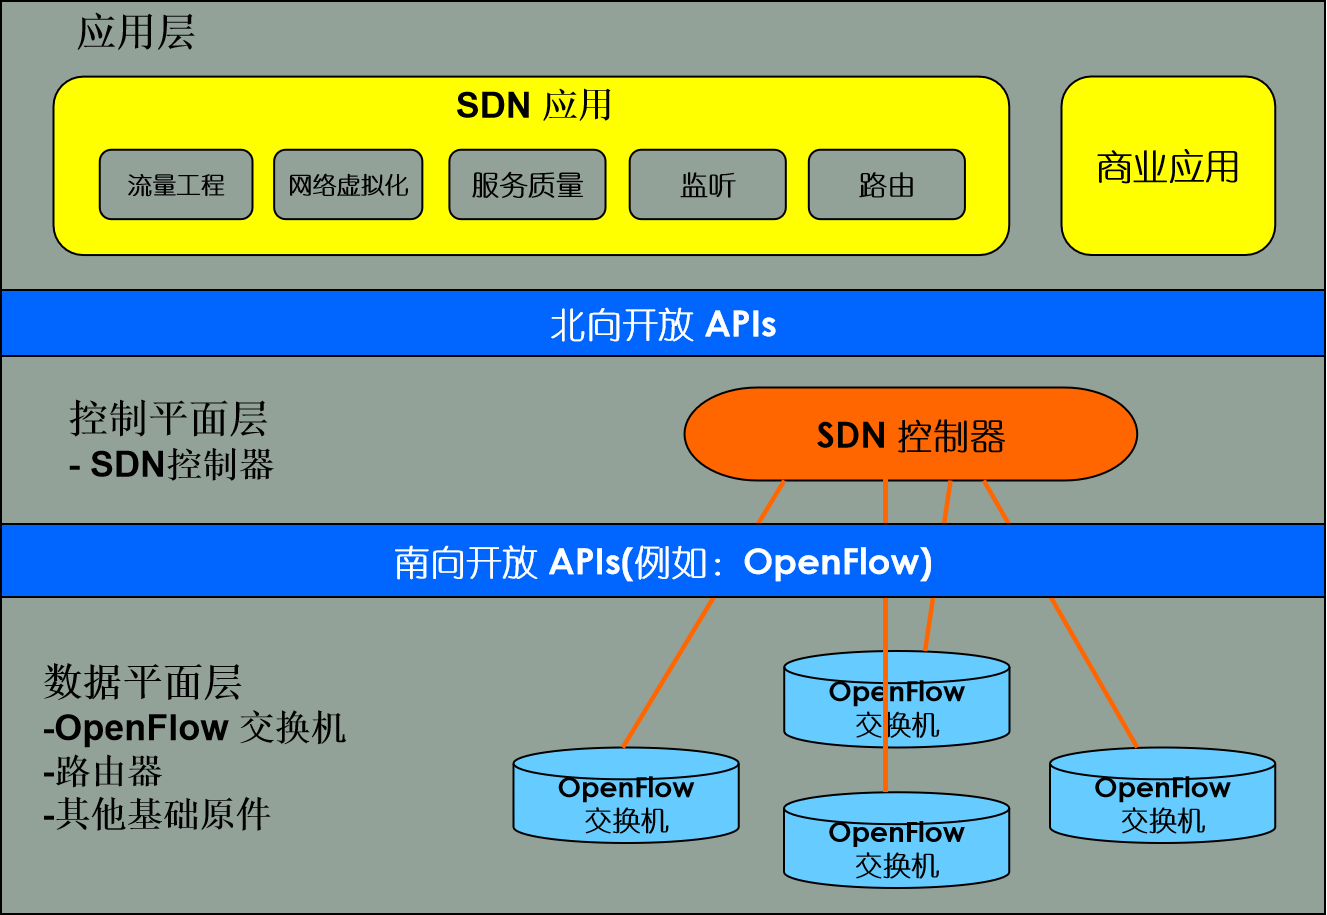 应用层
SDN 应用
流量工程
网络虚拟化
服务质量
监听
路由
商业应用
北向开放 APIs
控制平面层
- SDN控制器
SDN 控制器
南向开放 APIs(例如：OpenFlow)
数据平面层
-OpenFlow 交换机
-路由器
-其他基础原件
OpenFlow
交换机
OpenFlow
交换机
OpenFlow
交换机
OpenFlow
交换机